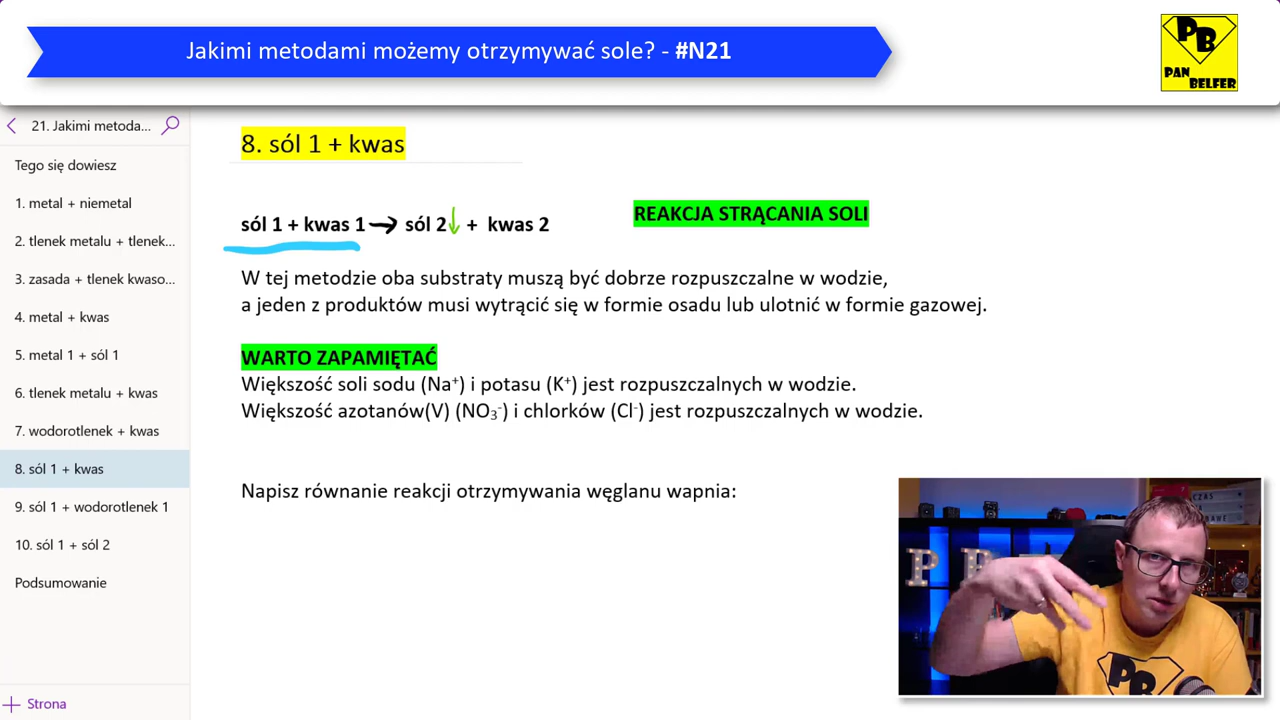 Jakimi metodami możemy otrzymywać sole? - #N21
PB
PAN
BELFER
21. Jakimi metoda...
Tego się dowiesz
1. metal + niemetal
2. tlenek metalu + tlenek...
3. zasada + tlenek kwaso...
4. metal + kwas
5. metal 1 + sól 1
6. tlenek metalu + kwas
7. wodorotlenek + kwas
8. sól 1 + kwas
9. sól 1 + wodorotlenek 1
10. sól 1 + sól 2
Podsumowanie
Strona
8. sól 1 + kwas
sól 1 + kwas 1 → sól 2↓ + kwas 2
REAKCJA STRĄCANIA SOLI
W tej metodzie oba substraty muszą być dobrze rozpuszczalne w wodzie,
a jeden z produktów musi wytrącić się w formie osadu lub ulotnić w formie gazowej.
WARTO ZAPAMIĘTAĆ
Większość soli sodu (Na⁺) i potasu (K⁺) jest rozpuszczalnych w wodzie.
Większość azotanów(V) (NO₃⁻) i chlorków (Cl⁻) jest rozpuszczalnych w wodzie.
Napisz równanie reakcji otrzymywania węglanu wapnia:
P B
PB